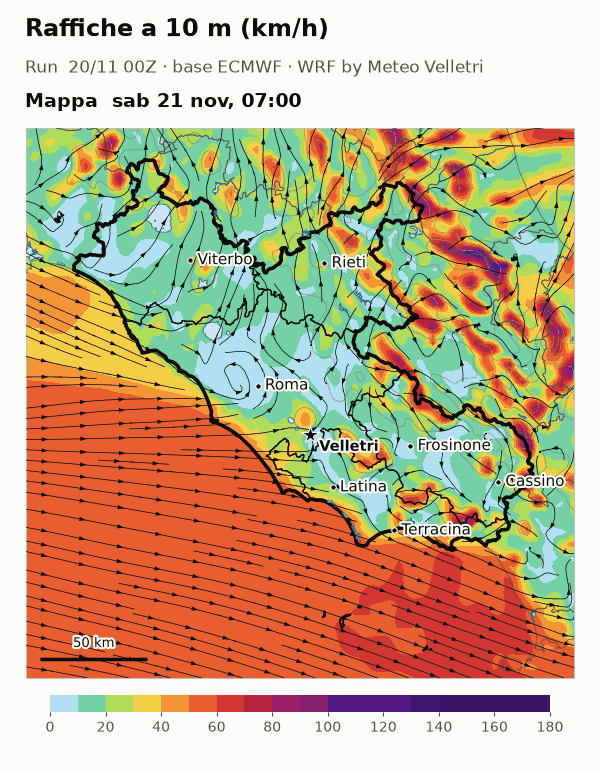 Raffiche a 10 m (km/h)
Run 20/11 00Z · base ECMWF · WRF by Meteo Velletri
Mappa sab 21 nov, 07:00
Viterbo
Rieti
Roma
Velletri
Frosinone
Cassino
Latina
Terracina
50 km
0 20 40 60 80 100 120 140 160 180